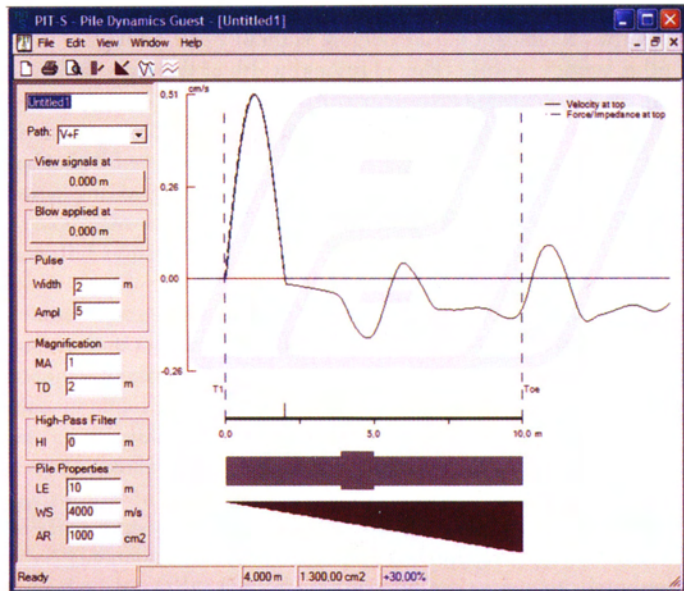 PIT-S - Pile Dynamics Guest - [Untitled1]
File Edit View Window Help
Untitled1
Path: V+F
View signals at
0.000 m
Blow applied at
0.000 m
Pulse
Width 2 m
Ampl 5
Magnification
MA 1
TD 2 m
High-Pass Filter
HI 0 m
Pile Properties
LE 10 m
WS 4000 m/s
AR 1000 cm2
cm/s
0,51
0,26
0,00
-0,26
Velocity at top
Force/Impedance at top
T1
Toe
0,0
5,0
10,0 m
Ready
4,000 m
1.300,00 cm2
+30,00%